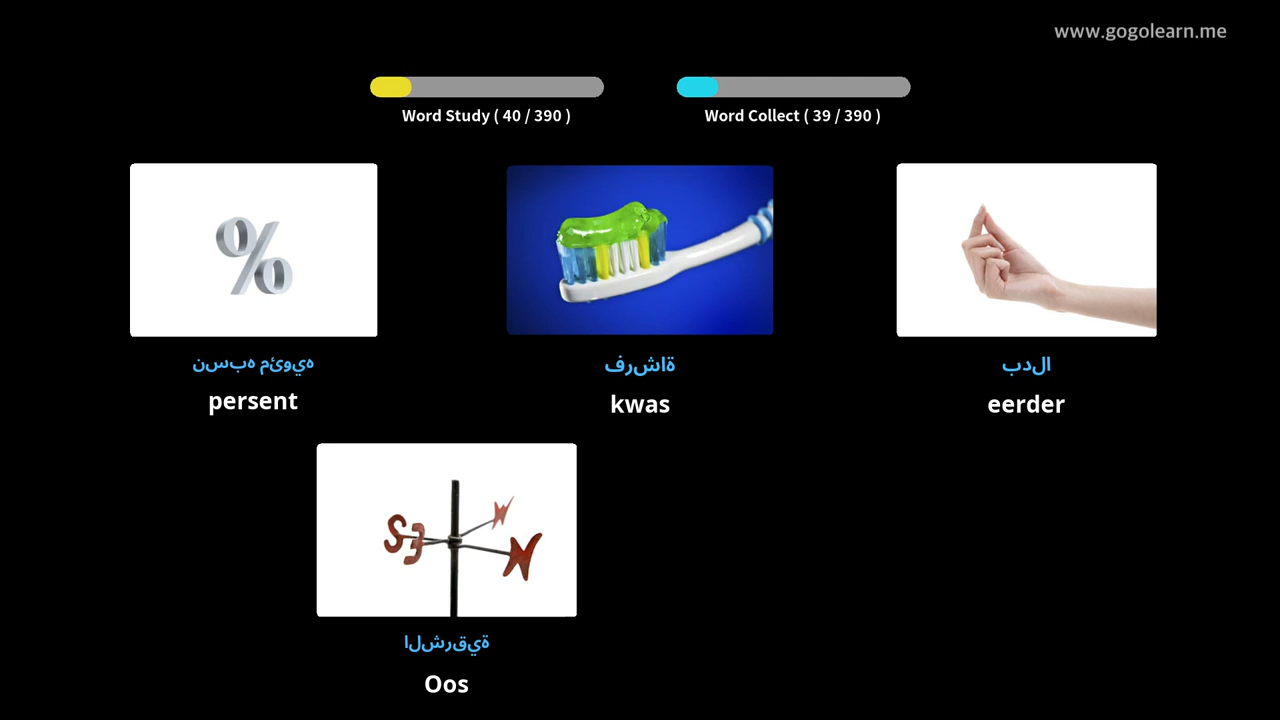 www.gogolearn.me
Word Study ( 40 / 390 )
Word Collect ( 39 / 390 )
نسبه مئويه
persent
فرشاة
kwas
بدلا
eerder
الشرقية
Oos